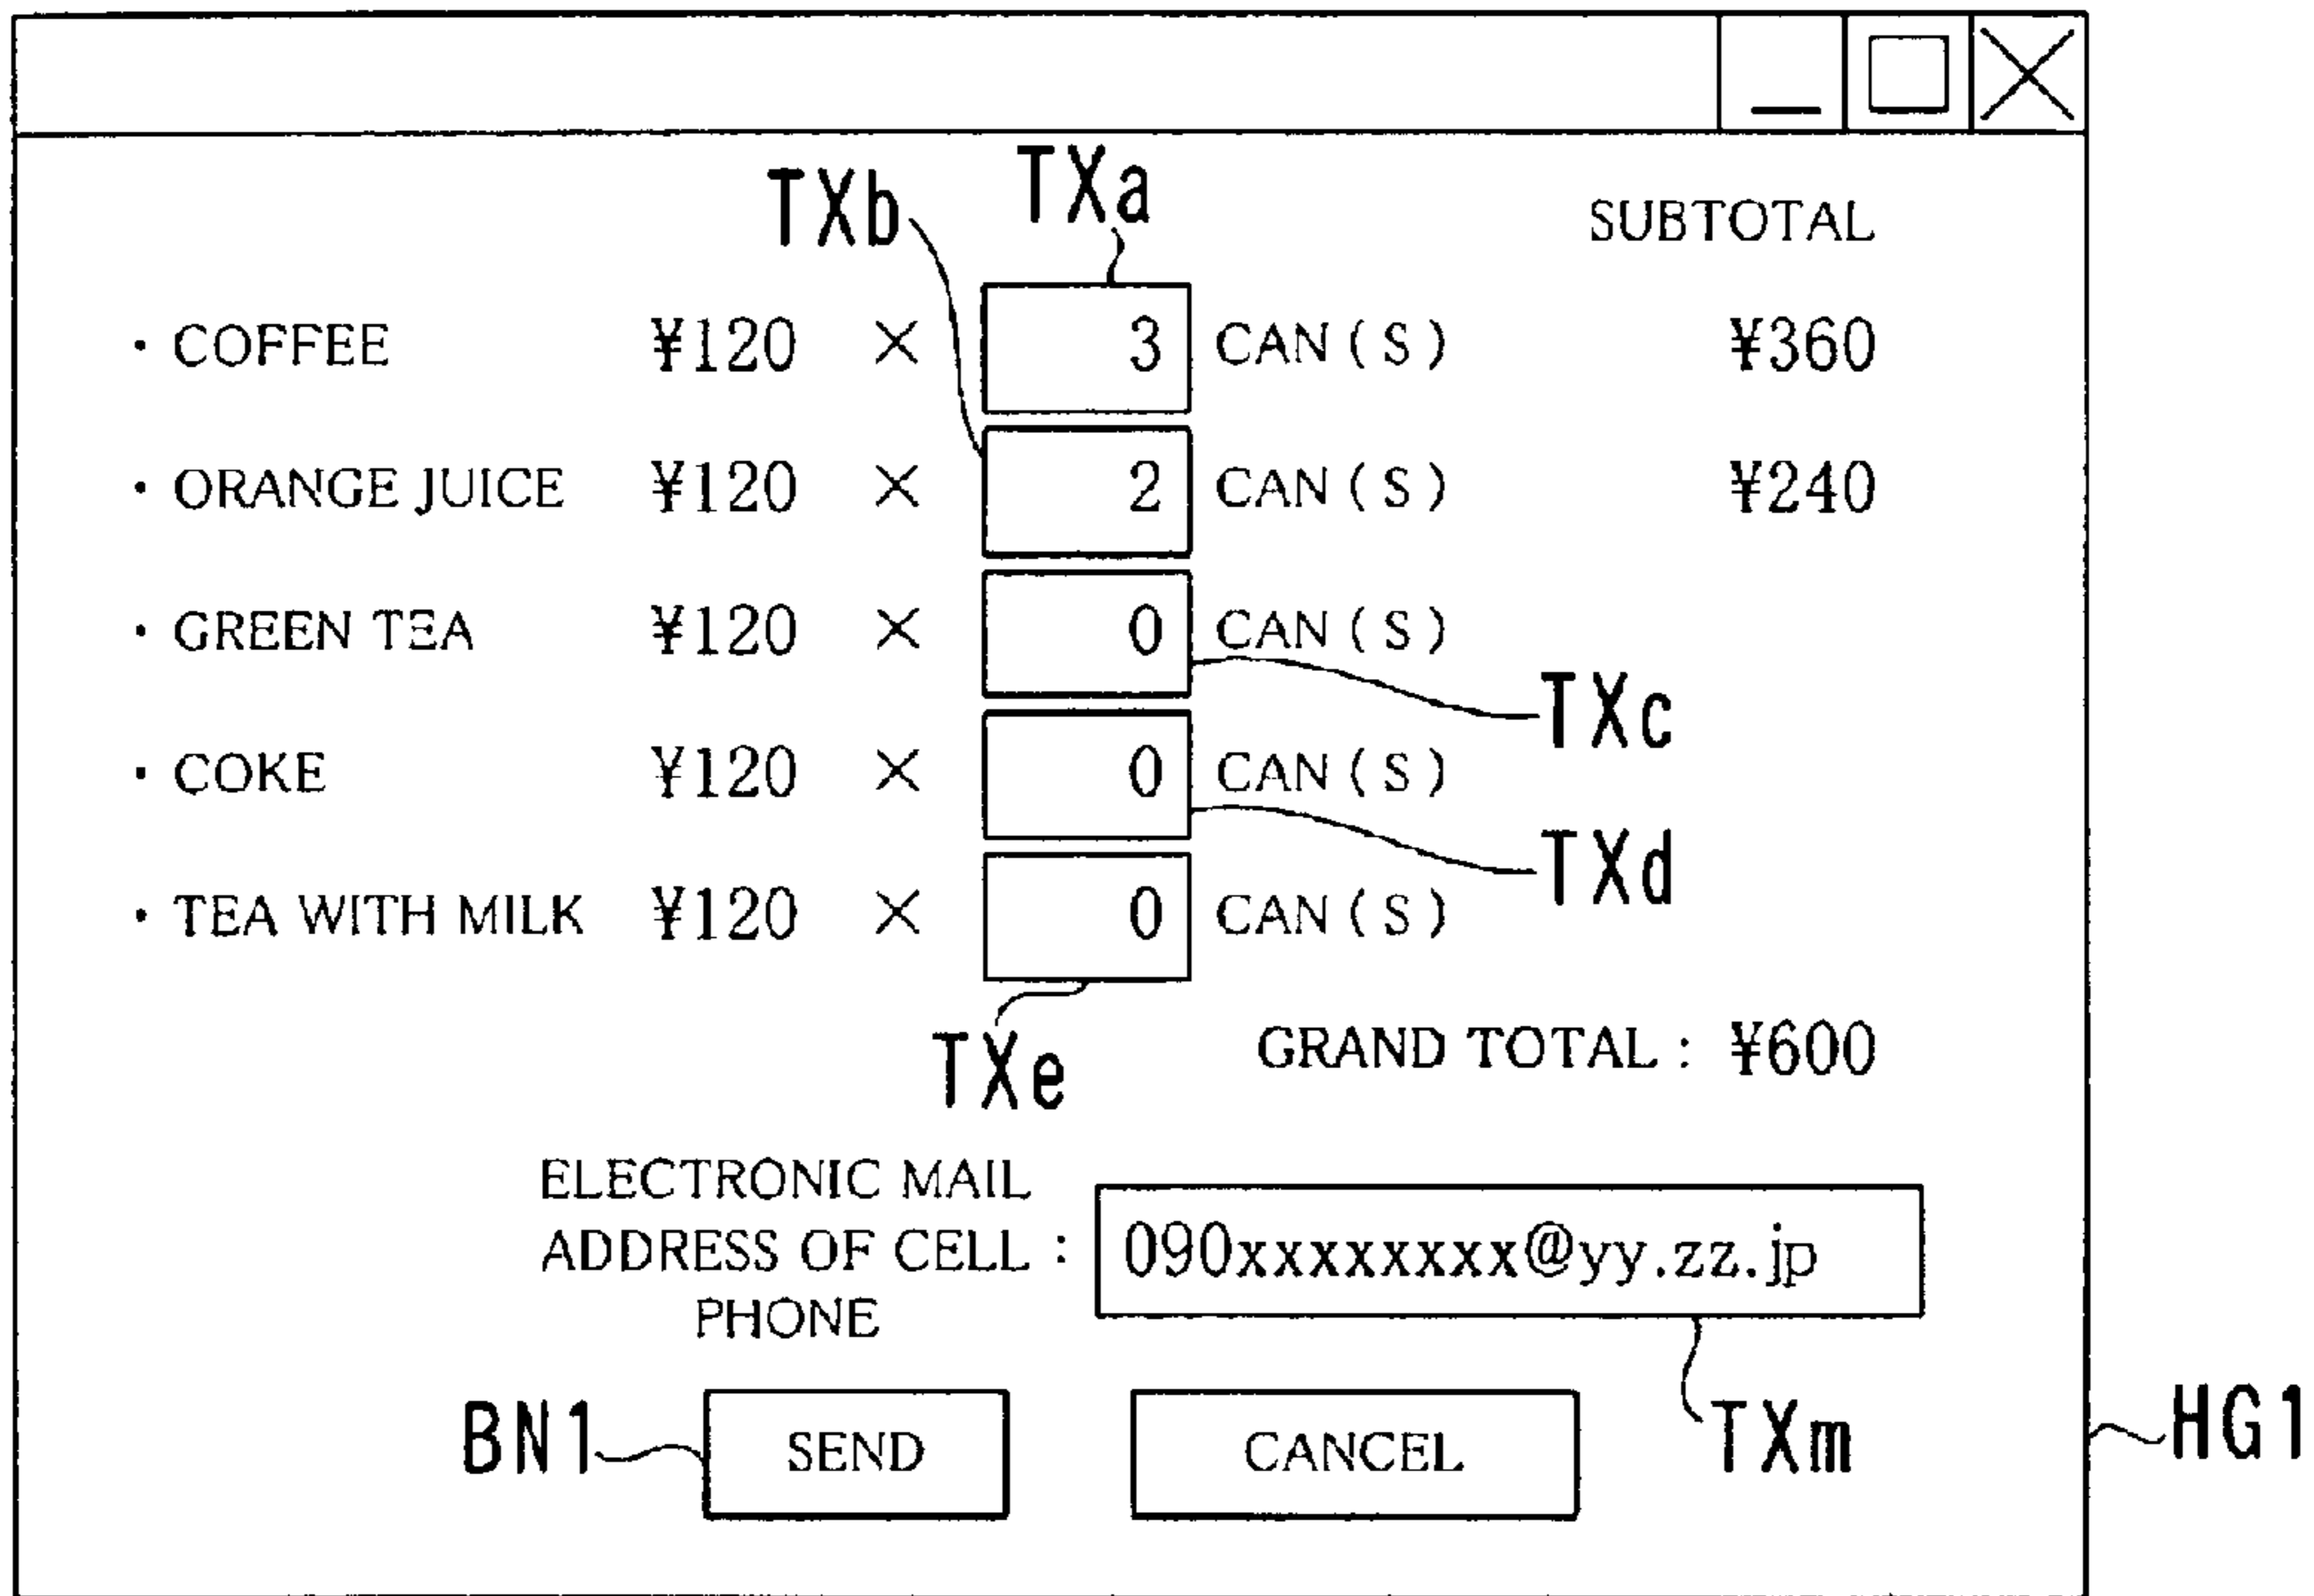 TXb TXa SUBTOTAL
・COFFEE ¥120 × 3 CAN(S) ¥360
・ORANGE JUICE ¥120 × 2 CAN(S) ¥240
・GREEN TEA ¥120 × 0 CAN(S)
TXc
・COKE ¥120 × 0 CAN(S)
TXd
・TEA WITH MILK ¥120 × 0 CAN(S)
TXe GRAND TOTAL : ¥600
ELECTRONIC MAIL
ADDRESS OF CELL : 090xxxxxxxx@yy.zz.jp
PHONE
BN1 SEND CANCEL TXm HG1